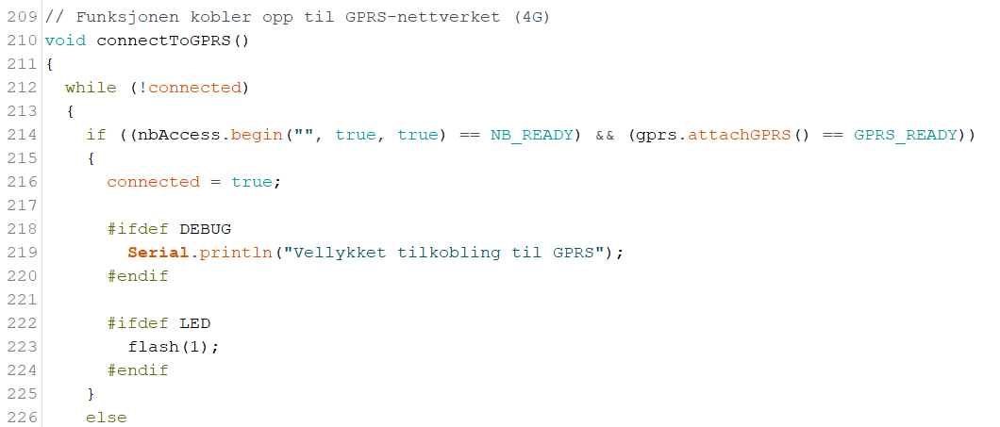 209 // Funksjonen kobler opp til GPRS-nettverket (4G)
210 void connectToGPRS()
211 {
212   while (!connected)
213   {
214     if ((nbAccess.begin("", true, true) == NB_READY) && (gprs.attachGPRS() == GPRS_READY))
215     {
216       connected = true;
217
218       #ifdef DEBUG
219         Serial.println("Vellykket tilkobling til GPRS");
220       #endif
221
222       #ifdef LED
223         flash(1);
224       #endif
225     }
226     else